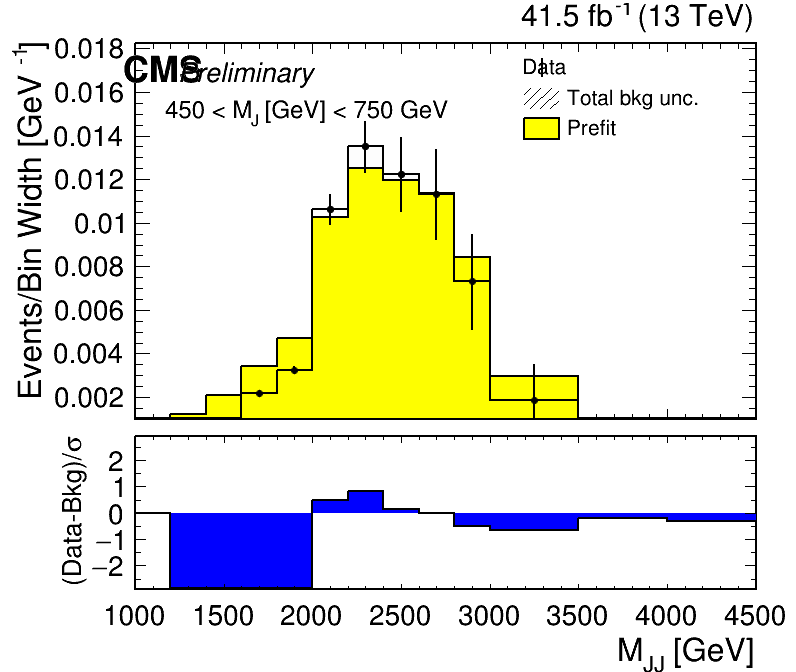 41.5 fb⁻¹ (13 TeV)
CMS Preliminary
450 < M_J [GeV] < 750 GeV
Data
Total bkg unc.
Prefit
Events/Bin Width [GeV⁻¹]
0.018
0.016
0.014
0.012
0.01
0.008
0.006
0.004
0.002
(Data-Bkg)/σ
2
1
0
−1
−2
1000 1500 2000 2500 3000 3500 4000 4500
M_JJ [GeV]